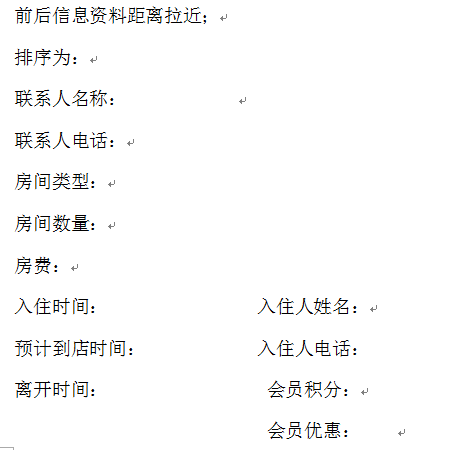 前后信息资料距离拉近；
排序为：
联系人名称：
联系人电话：
房间类型：
房间数量：
房费：
入住时间： 入住人姓名：
预计到店时间： 入住人电话：
离开时间： 会员积分：
会员优惠：